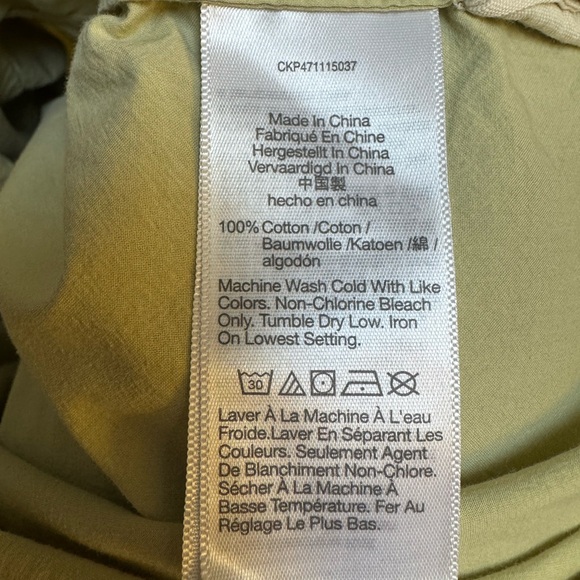 CKP471115037
Made In China
Fabriqué En Chine
Hergestellt In China
Vervaardigd in China
中国製
hecho en china
100% Cotton /Coton /
Baumwolle /Katoen /綿 /
algodón
Machine Wash Cold With Like
Colors. Non-Chlorine Bleach
Only. Tumble Dry Low. Iron
On Lowest Setting.
30
Laver À La Machine À L'eau
Froide.Laver En Séparant Les
Couleurs. Seulement Agent
De Blanchiment Non-Chlore.
Sécher À La Machine À
Basse Température. Fer Au
Réglage Le Plus Bas.